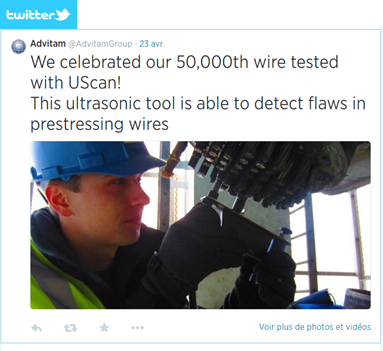 twitter
Advitam @AdvitamGroup · 23 avr.
We celebrated our 50,000th wire tested
with UScan!
This ultrasonic tool is able to detect flaws in
prestressing wires
Voir plus de photos et vidéos